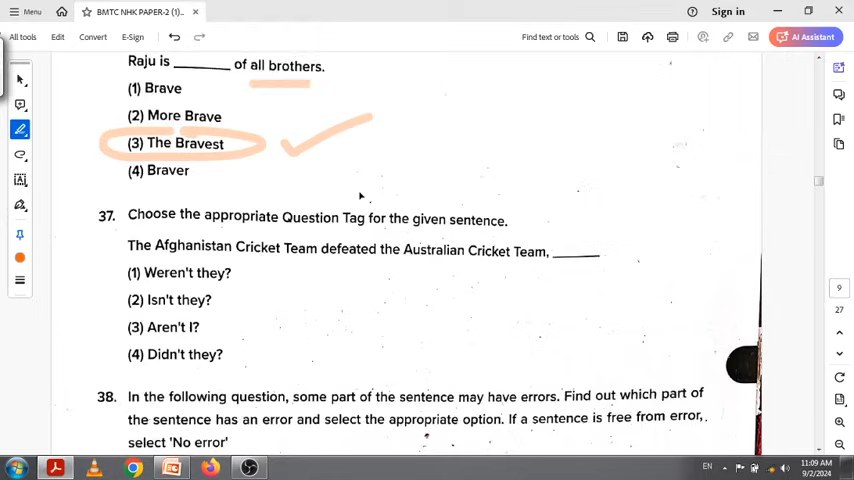 Menu
BMTC NHK PAPER-2 (1)...
Sign in
All tools
Edit
Convert
E-Sign
Find text or tools
AI Assistant
Raju is ______ of all brothers.
(1) Brave
(2) More Brave
(3) The Bravest
(4) Braver
37. Choose the appropriate Question Tag for the given sentence.
The Afghanistan Cricket Team defeated the Australian Cricket Team, ______
(1) Weren't they?
(2) Isn't they?
(3) Aren't I?
(4) Didn't they?
38. In the following question, some part of the sentence may have errors. Find out which part of
the sentence has an error and select the appropriate option. If a sentence is free from error,
select 'No error'
9
27
EN
11:09 AM
9/2/2024